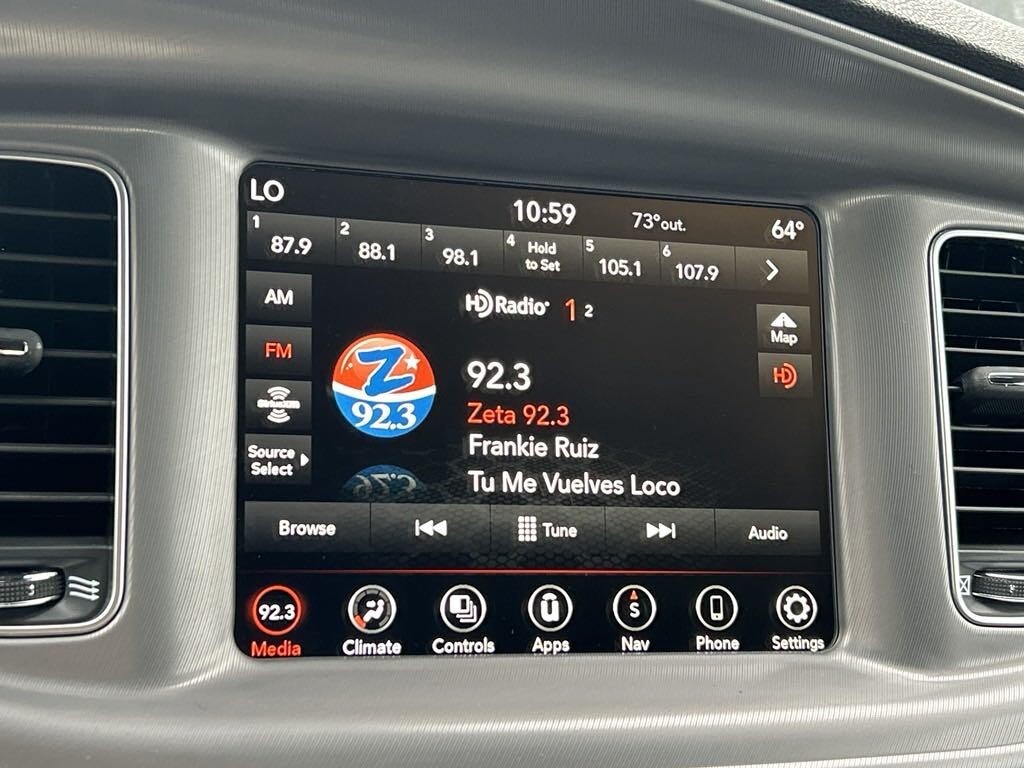 LO
10:59
73° out.
64°
1 87.9
2 88.1
3 98.1
4 Hold to Set
5 105.1
6 107.9
AM
HD Radio 1 2
Map
FM
HD
Z
92.3
92.3
Zeta 92.3
Frankie Ruiz
Tu Me Vuelves Loco
SiriusXM
Source
Select
Browse
Tune
Audio
92.3
S
Media
Climate
Controls
Apps
Nav
Phone
Settings